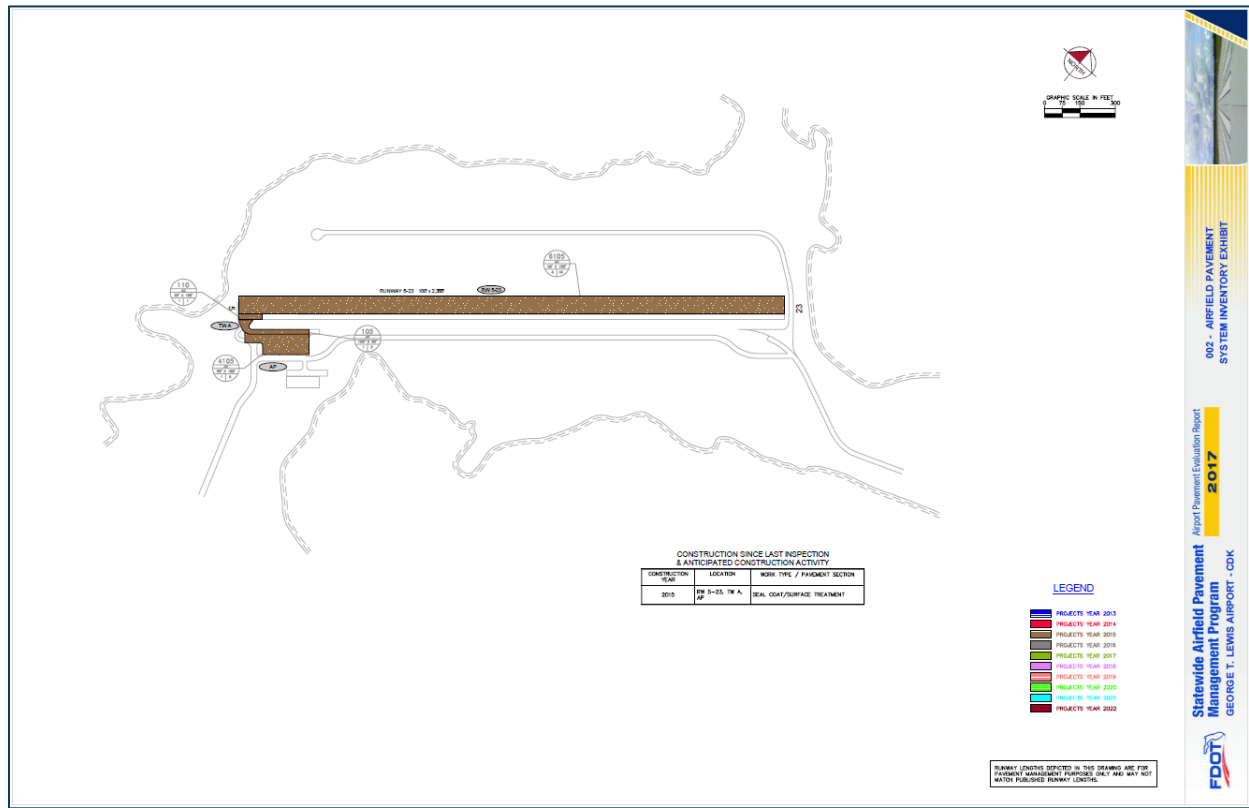 NORTH
GRAPHIC SCALE IN FEET
0 75 150 300
6105
110
RUNWAY 5-23 100' x 2,355'
RW 5-23
5
23
TW A
105
4105
AP
CONSTRUCTION SINCE LAST INSPECTION
& ANTICIPATED CONSTRUCTION ACTIVITY
CONSTRUCTION YEAR
LOCATION
WORK TYPE / PAVEMENT SECTION
2015
RW 5-23, TW A,
AP
SEAL COAT/SURFACE TREATMENT
LEGEND
PROJECTS YEAR 2013
PROJECTS YEAR 2014
PROJECTS YEAR 2015
PROJECTS YEAR 2016
PROJECTS YEAR 2017
PROJECTS YEAR 2018
PROJECTS YEAR 2019
PROJECTS YEAR 2020
PROJECTS YEAR 2021
PROJECTS YEAR 2022
RUNWAY LENGTHS DEPICTED IN THIS DRAWING ARE FOR
PAVEMENT MANAGEMENT PURPOSES ONLY AND MAY NOT
MATCH PUBLISHED RUNWAY LENGTHS.
002 - AIRFIELD PAVEMENT
SYSTEM INVENTORY EXHIBIT
Airport Pavement Evaluation Report
2017
Statewide Airfield Pavement
Management Program
GEORGE T. LEWIS AIRPORT - CDK
FDOT